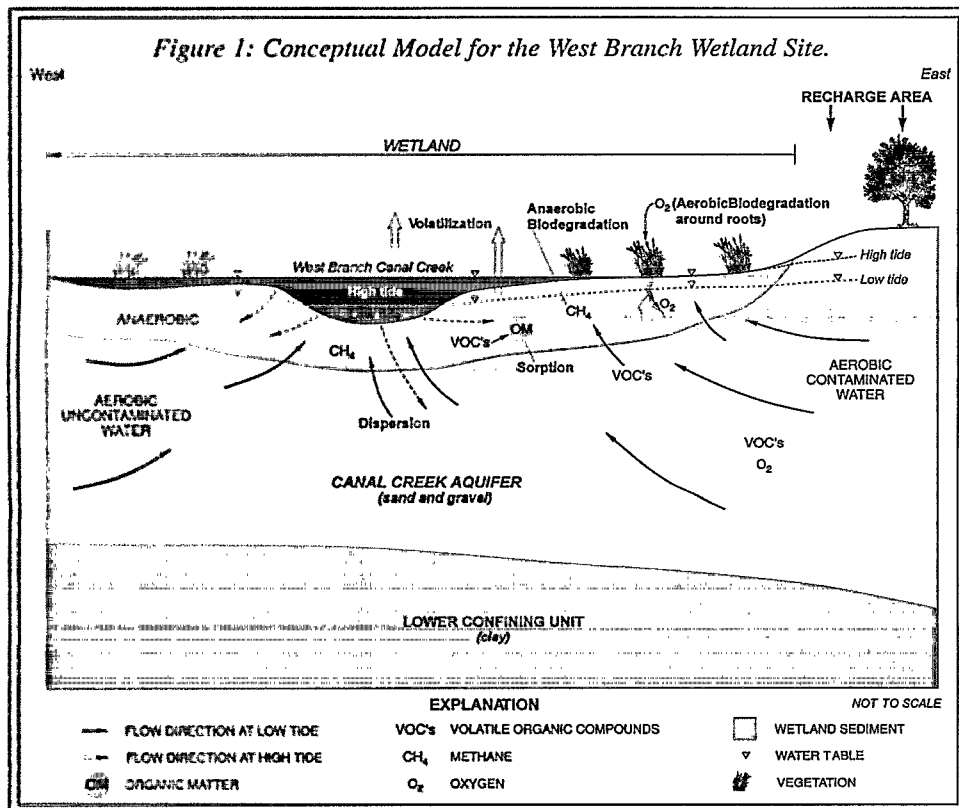 Figure 1: Conceptual Model for the West Branch Wetland Site.
West
East
RECHARGE AREA
WETLAND
Volatilization
Anaerobic
Biodegradation
O2 (AerobicBiodegradation
around roots)
West Branch Canal Creek
High tide
Low tide
High tide
Low tide
ANAEROBIC
CH4
O2
VOC's
OM
Sorption
CH4
VOC's
AEROBIC
UNCONTAMINATED
WATER
AEROBIC
CONTAMINATED
WATER
Dispersion
VOC's
O2
CANAL CREEK AQUIFER
(sand and gravel)
LOWER CONFINING UNIT
(clay)
EXPLANATION
NOT TO SCALE
FLOW DIRECTION AT LOW TIDE
VOC's VOLATILE ORGANIC COMPOUNDS
WETLAND SEDIMENT
FLOW DIRECTION AT HIGH TIDE
CH4 METHANE
WATER TABLE
OM ORGANIC MATTER
O2 OXYGEN
VEGETATION